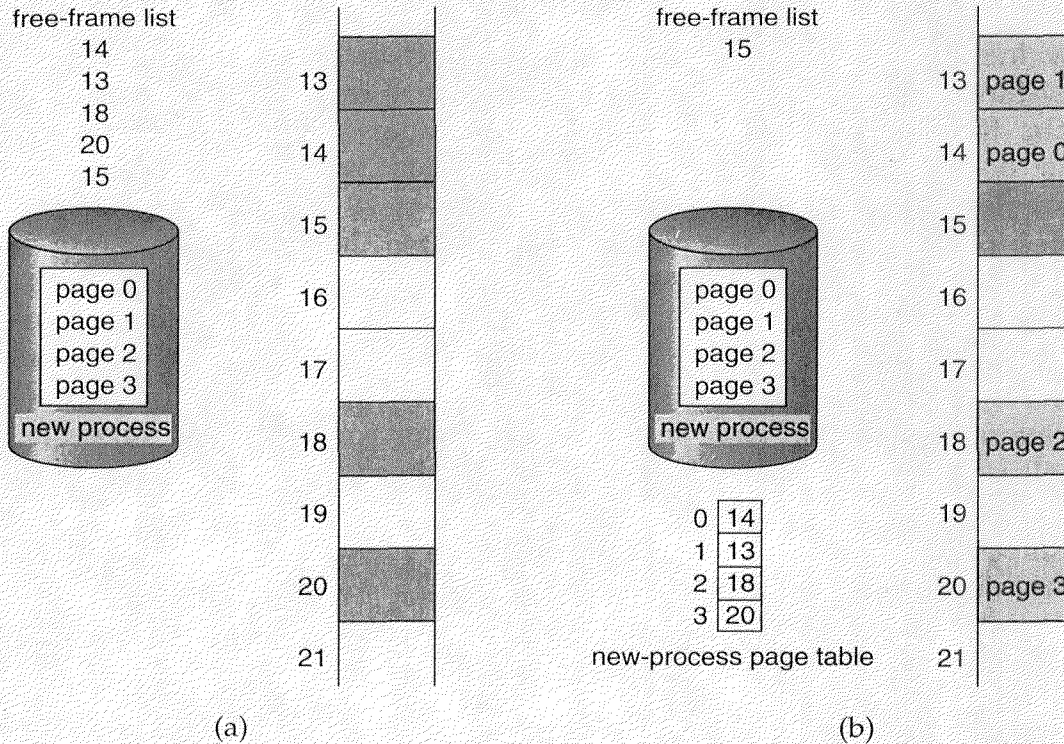 free-frame list
14
13
18
20
15
13
14
15
16
17
18
19
20
21
page 0
page 1
page 2
page 3
new process
(a)
free-frame list
15
13 page 1
14 page 0
15
16
17
18 page 2
19
20 page 3
21
page 0
page 1
page 2
page 3
new process
0 14
1 13
2 18
3 20
new-process page table
(b)